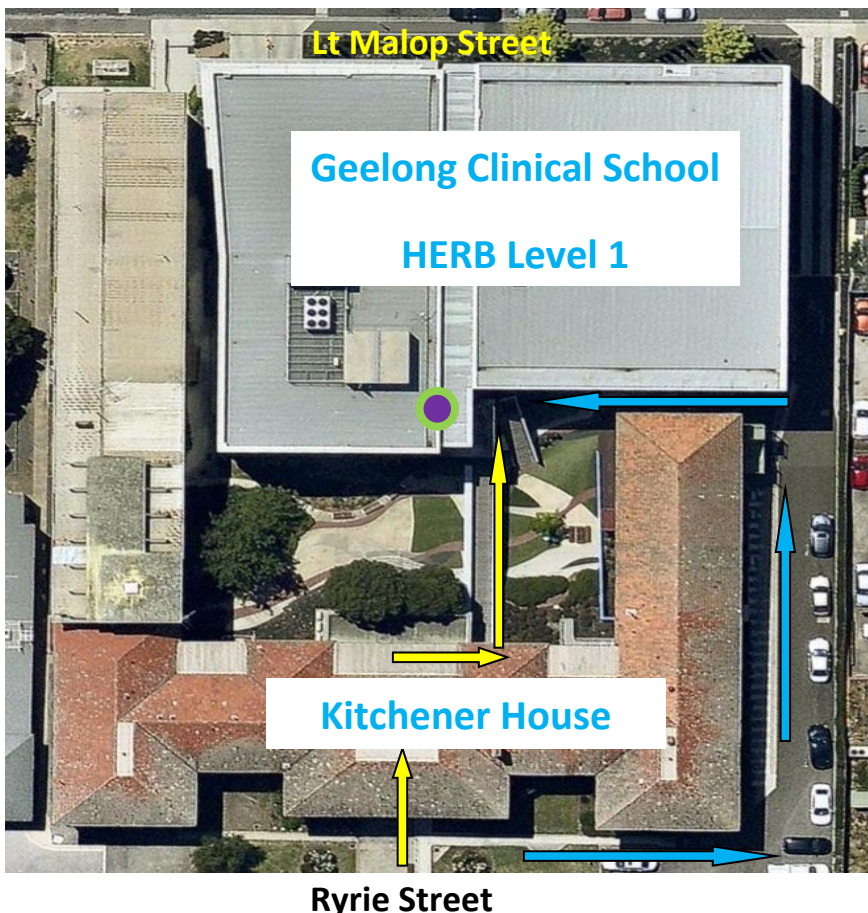 Lt Malop Street
Geelong Clinical School
HERB Level 1
Kitchener House
Ryrie Street